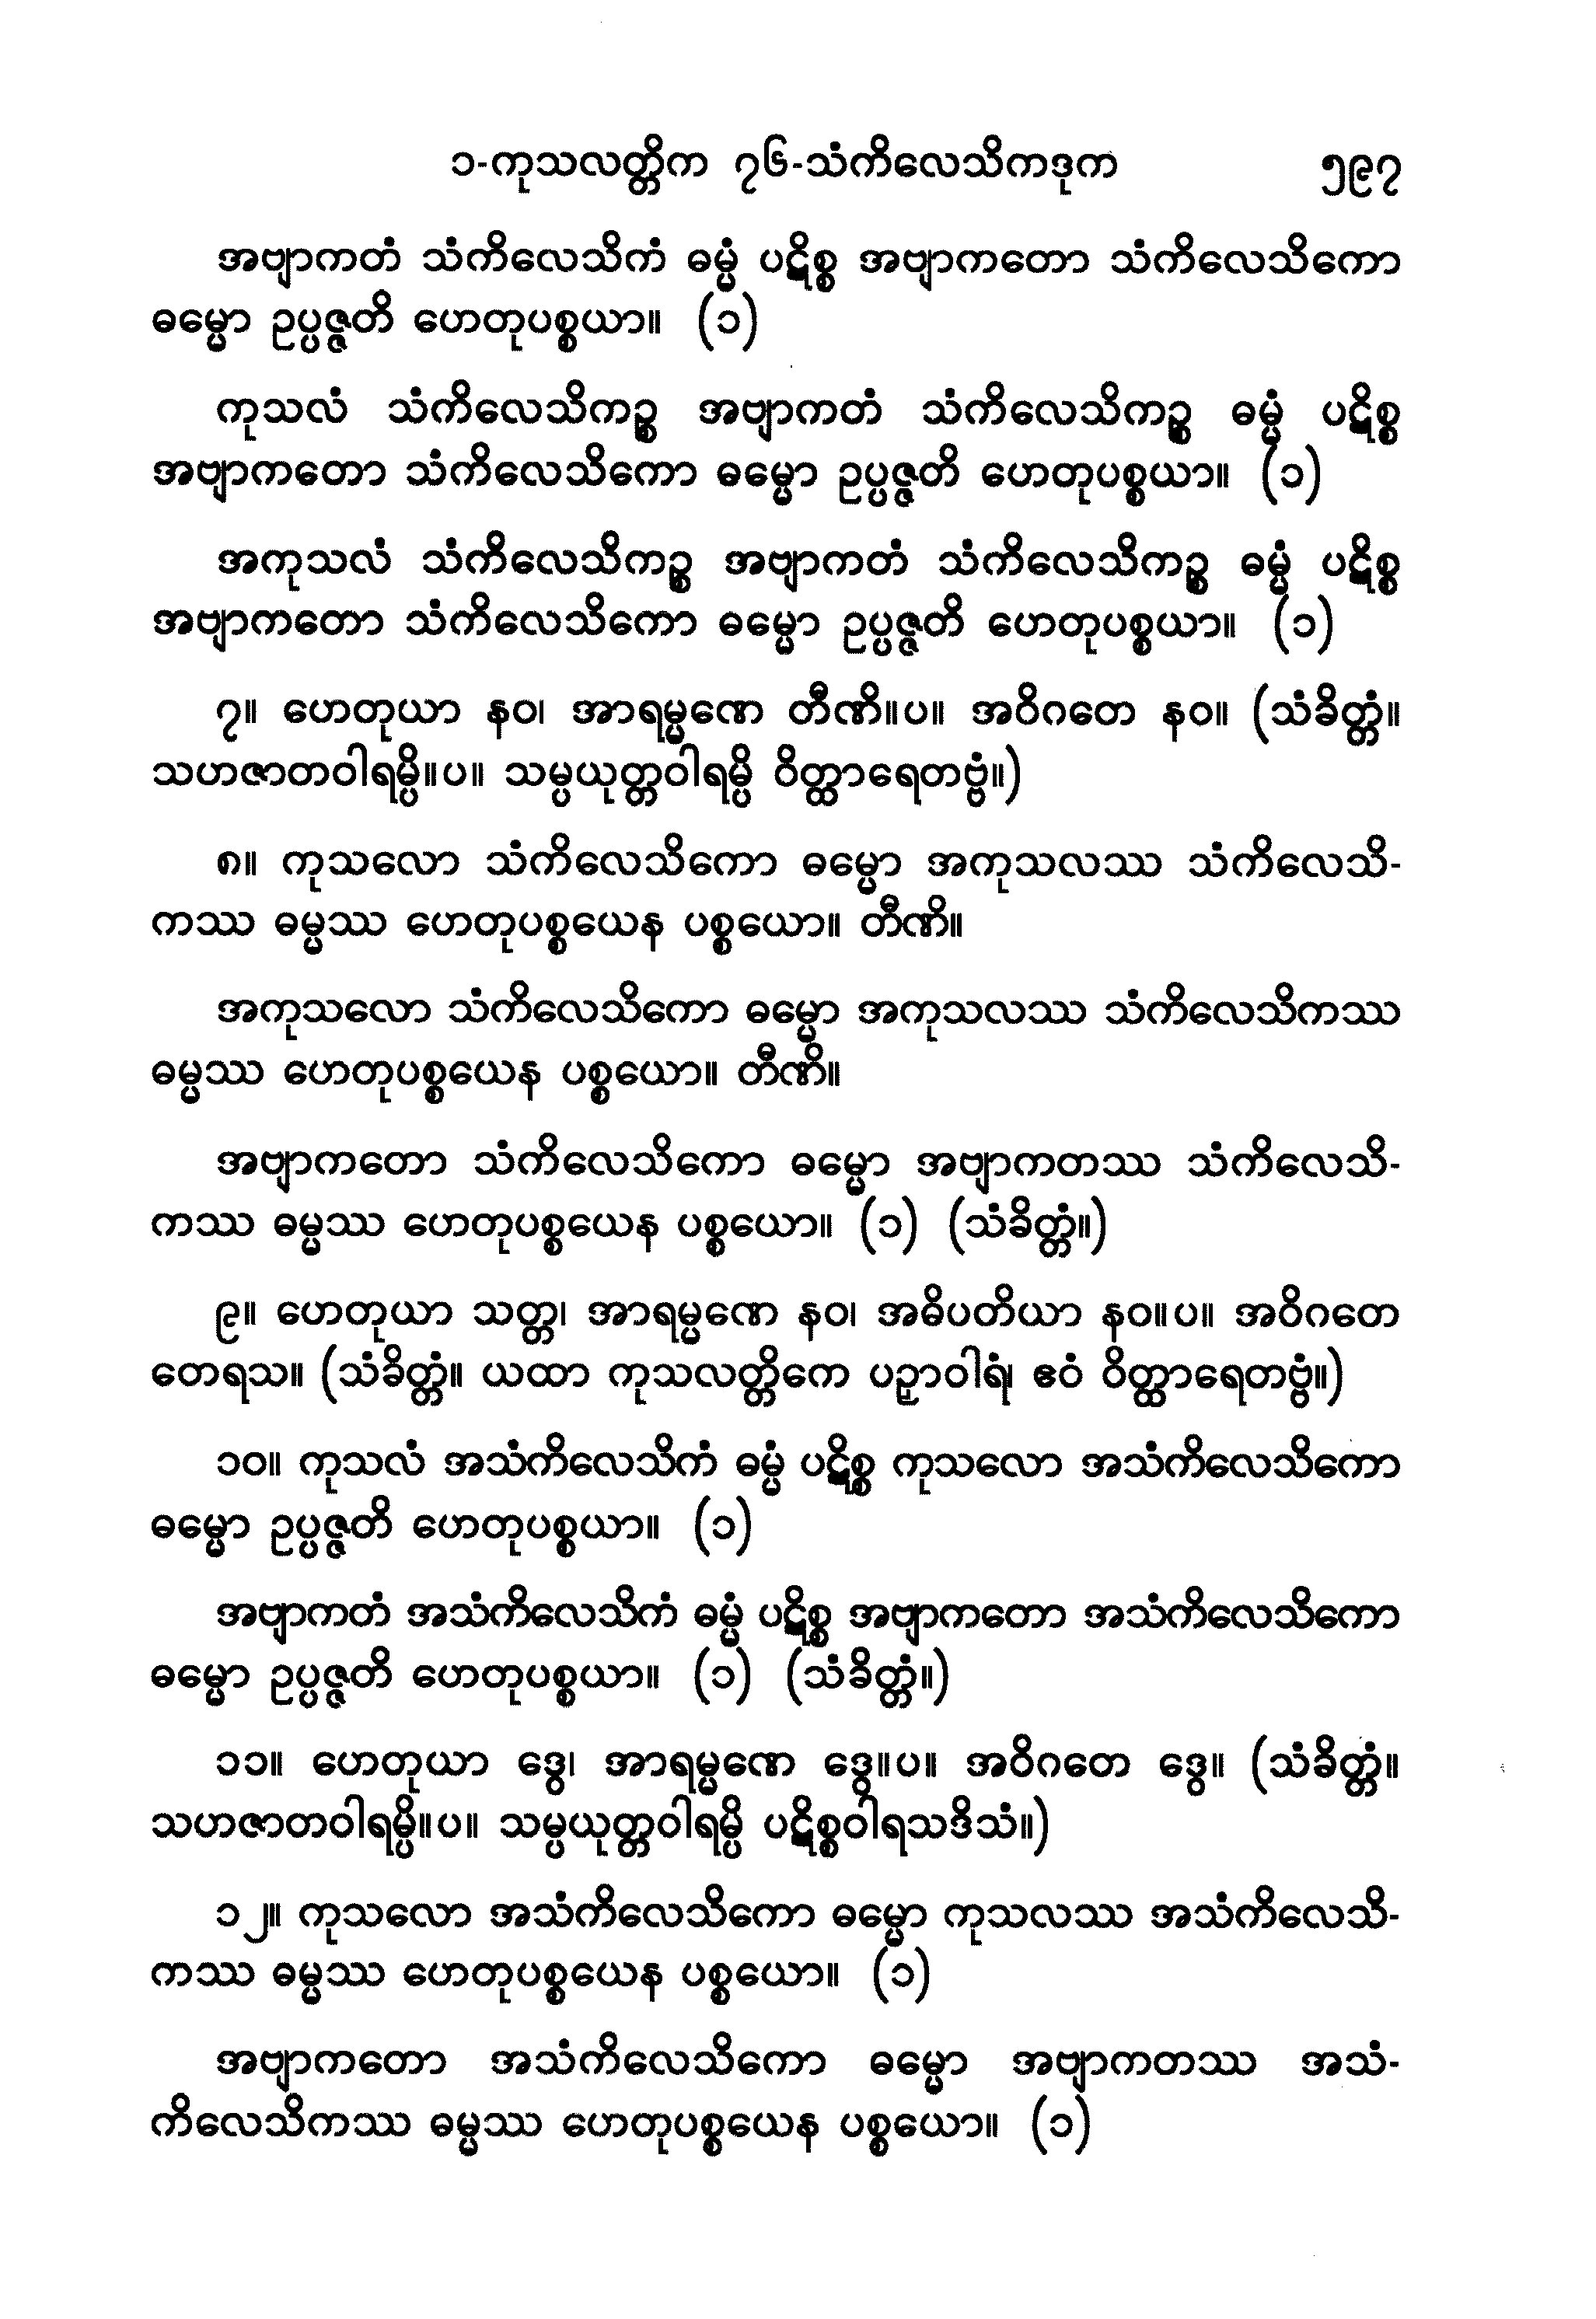 ၁-ကုသလတ္တိက ၇၆-သံကိလေသိကဒုက ၅၉၇
အဗျာကတံ သံကိလေသိကံ ဓမ္မံ ပဋိစ္စ အဗျာကတော သံကိလေသိကော
ဓမ္မော ဥပ္ပဇ္ဇတိ ဟေတုပစ္စယာ။ (၁)
ကုသလံ သံကိလေသိကဉ္စ အဗျာကတံ သံကိလေသိကဉ္စ ဓမ္မံ ပဋိစ္စ
အဗျာကတော သံကိလေသိကော ဓမ္မော ဥပ္ပဇ္ဇတိ ဟေတုပစ္စယာ။ (၁)
အကုသလံ သံကိလေသိကဉ္စ အဗျာကတံ သံကိလေသိကဉ္စ ဓမ္မံ ပဋိစ္စ
အဗျာကတော သံကိလေသိကော ဓမ္မော ဥပ္ပဇ္ဇတိ ဟေတုပစ္စယာ။ (၁)
၇။ ဟေတုယာ နဝ၊ အာရမ္မဏေ တီဏိ။ပ။ အဝိဂတေ နဝ။ (သံခိတ္တံ။
သဟဇာတဝါရမ္ပိ။ပ။ သမ္ပယုတ္တဝါရမ္ပိ ဝိတ္ထာရေတဗ္ဗံ။)
၈။ ကုသလော သံကိလေသိကော ဓမ္မော အကုသလဿ သံကိလေသိ-
ကဿ ဓမ္မဿ ဟေတုပစ္စယေန ပစ္စယော။ တီဏိ။
အကုသလော သံကိလေသိကော ဓမ္မော အကုသလဿ သံကိလေသိကဿ
ဓမ္မဿ ဟေတုပစ္စယေန ပစ္စယော။ တီဏိ။
အဗျာကတော သံကိလေသိကော ဓမ္မော အဗျာကတဿ သံကိလေသိ-
ကဿ ဓမ္မဿ ဟေတုပစ္စယေန ပစ္စယော။ (၁) (သံခိတ္တံ။)
၉။ ဟေတုယာ သတ္တ၊ အာရမ္မဏေ နဝ၊ အဓိပတိယာ နဝ။ပ။ အဝိဂတေ
တေရသ။ (သံခိတ္တံ။ ယထာ ကုသလတ္တိကေ ပဉှာဝါရံ၊ ဧဝံ ဝိတ္ထာရေတဗ္ဗံ။)
၁၀။ ကုသလံ အသံကိလေသိကံ ဓမ္မံ ပဋိစ္စ ကုသလော အသံကိလေသိကော
ဓမ္မော ဥပ္ပဇ္ဇတိ ဟေတုပစ္စယာ။ (၁)
အဗျာကတံ အသံကိလေသိကံ ဓမ္မံ ပဋိစ္စ အဗျာကတော အသံကိလေသိကော
ဓမ္မော ဥပ္ပဇ္ဇတိ ဟေတုပစ္စယာ။ (၁) (သံခိတ္တံ။)
၁၁။ ဟေတုယာ ဒွေ၊ အာရမ္မဏေ ဒွေ။ပ။ အဝိဂတေ ဒွေ။ (သံခိတ္တံ။
သဟဇာတဝါရမ္ပိ။ပ။ သမ္ပယုတ္တဝါရမ္ပိ ပဋိစ္စဝါရသဒိသံ။)
၁၂။ ကုသလော အသံကိလေသိကော ဓမ္မော ကုသလဿ အသံကိလေသိ-
ကဿ ဓမ္မဿ ဟေတုပစ္စယေန ပစ္စယော။ (၁)
အဗျာကတော အသံကိလေသိကော ဓမ္မော အဗျာကတဿ အသံ-
ကိလေသိကဿ ဓမ္မဿ ဟေတုပစ္စယေန ပစ္စယော။ (၁)